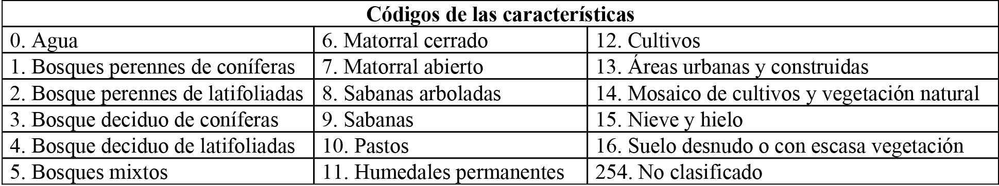 Códigos de las características
0. Agua 6. Matorral cerrado 12. Cultivos
1. Bosques perennes de coníferas 7. Matorral abierto 13. Áreas urbanas y construidas
2. Bosque perennes de latifoliadas 8. Sabanas arboladas 14. Mosaico de cultivos y vegetación natural
3. Bosque deciduo de coníferas 9. Sabanas 15. Nieve y hielo
4. Bosque deciduo de latifoliadas 10. Pastos 16. Suelo desnudo o con escasa vegetación
5. Bosques mixtos 11. Humedales permanentes 254. No clasificado